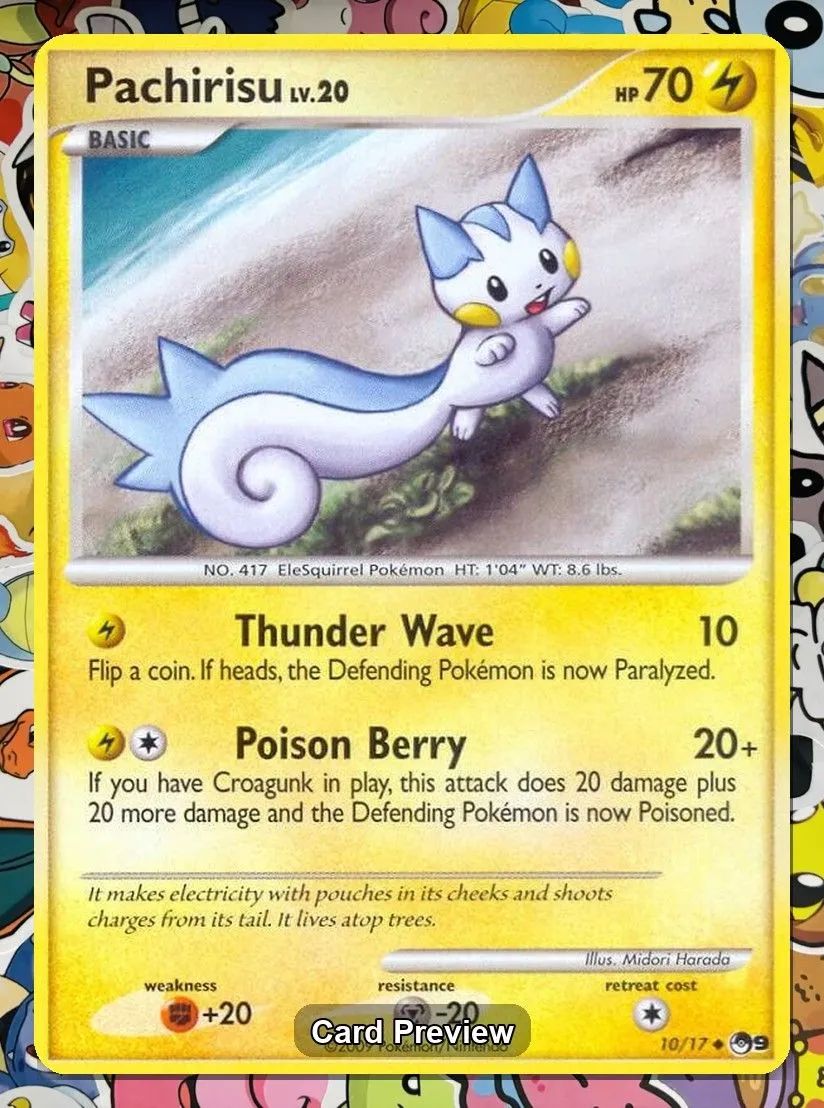 Pachirisu LV.20
HP 70
BASIC
NO. 417 EleSquirrel Pokémon HT: 1'04" WT: 8.6 lbs.
Thunder Wave 10
Flip a coin. If heads, the Defending Pokémon is now Paralyzed.
Poison Berry 20+
If you have Croagunk in play, this attack does 20 damage plus
20 more damage and the Defending Pokémon is now Poisoned.
It makes electricity with pouches in its cheeks and shoots
charges from its tail. It lives atop trees.
Illus. Midori Harada
weakness resistance retreat cost
+20 -20
Card Preview
©2009 Pokémon/Nintendo
10/17 9